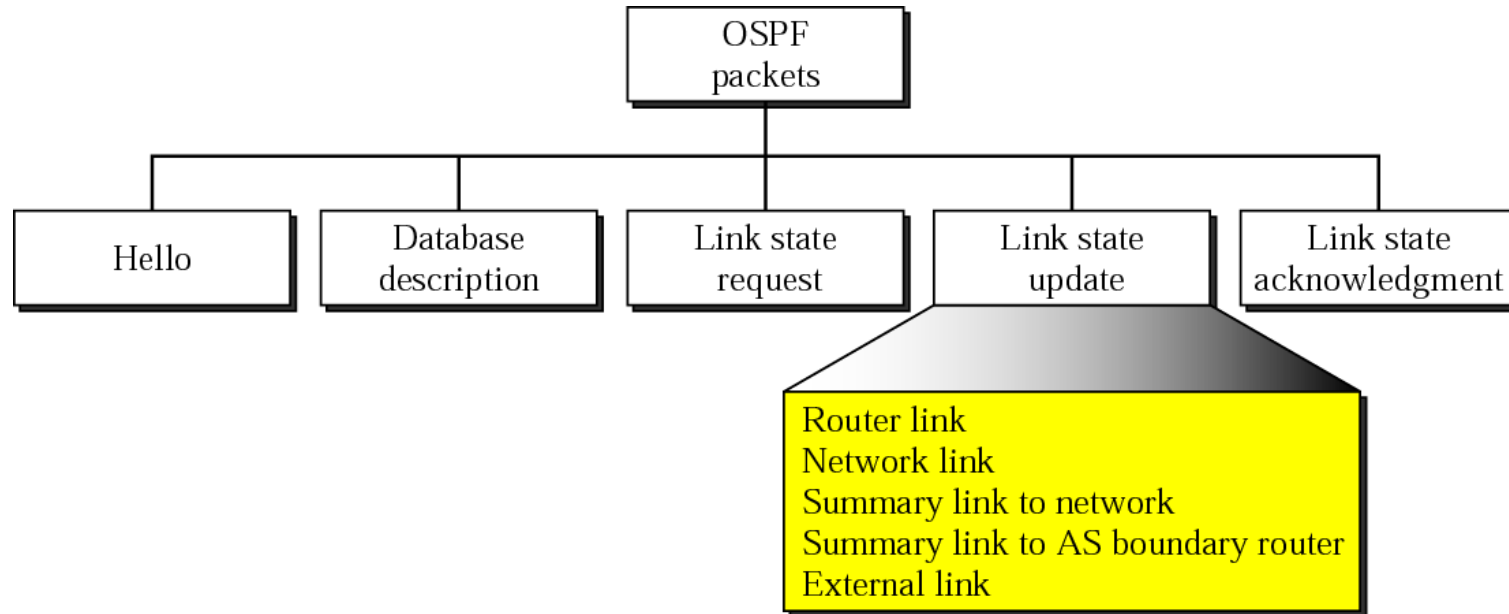 OSPF
packets
Hello
Database
description
Link state
request
Link state
update
Link state
acknowledgment
Router link
Network link
Summary link to network
Summary link to AS boundary router
External link